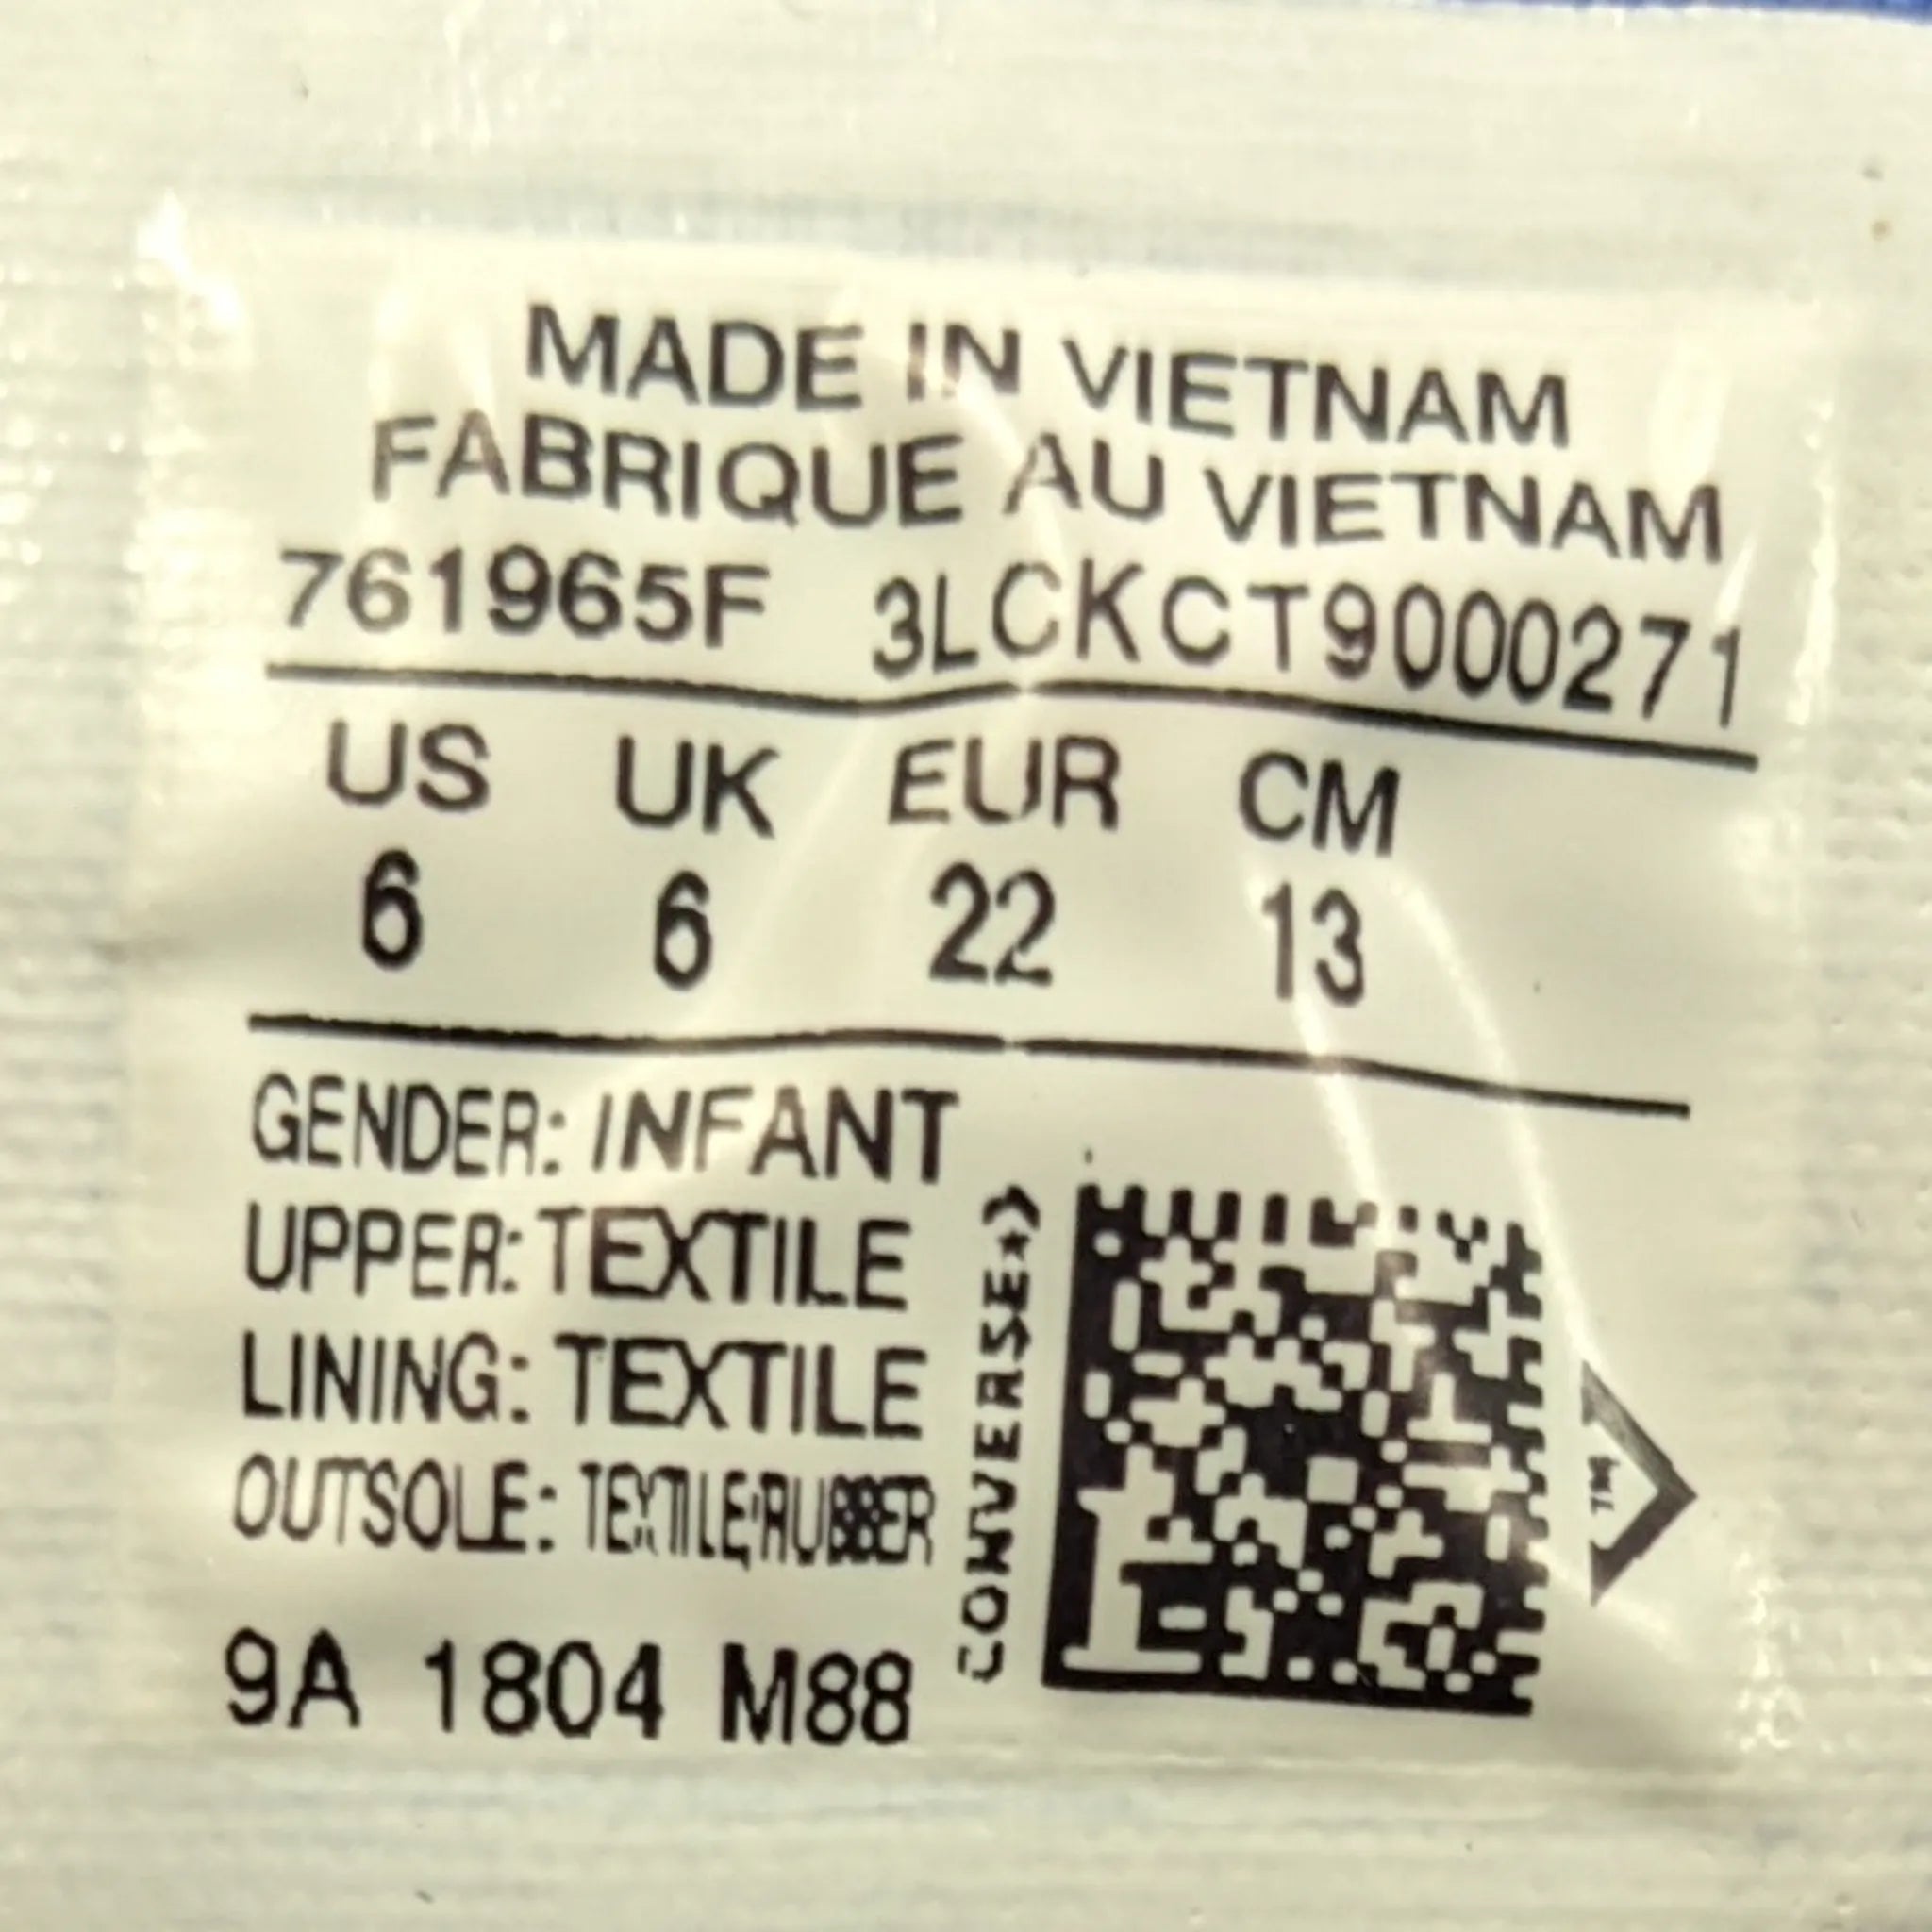 MADE IN VIETNAM
FABRIQUE AU VIETNAM
761965F 3LCKCT9000271
US UK EUR CM
6 6 22 13
GENDER: INFANT
UPPER: TEXTILE
LINING: TEXTILE
OUTSOLE: TEXTILE/RUBBER
9A 1804 M88
CONVERSE
TM